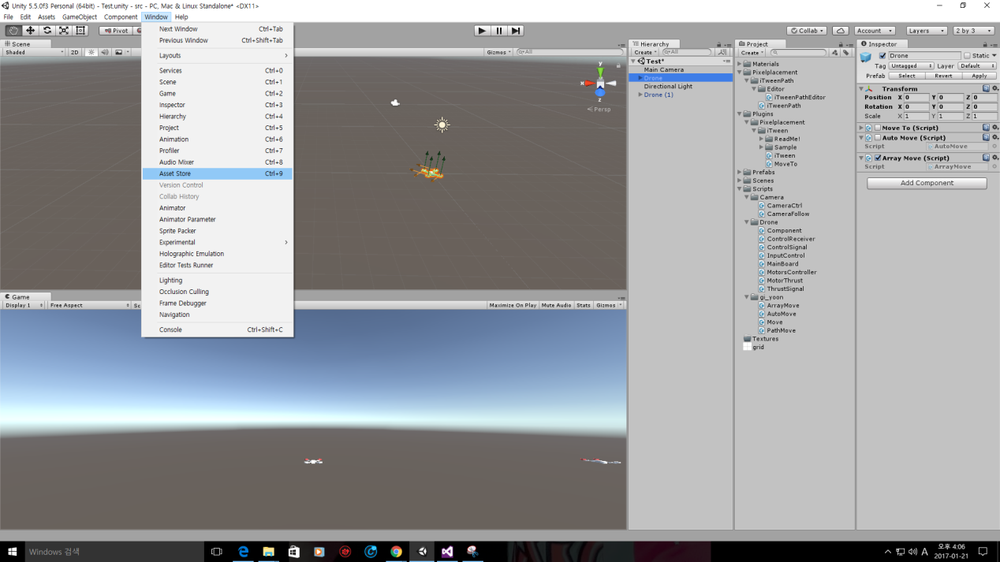 Unity 5.5.0f3 Personal (64bit) - Test.unity - src - PC, Mac & Linux Standalone* <DX11>
File Edit Assets GameObject Component Window Help
Pivot
Collab Account Layers 2 by 3
Scene
Shaded 2D Gizmos All
Next Window Ctrl+Tab
Previous Window Ctrl+Shift+Tab
Layouts
Services Ctrl+0
Scene Ctrl+1
Game Ctrl+2
Inspector Ctrl+3
Hierarchy Ctrl+4
Project Ctrl+5
Animation Ctrl+6
Profiler Ctrl+7
Audio Mixer Ctrl+8
Asset Store Ctrl+9
Version Control
Collab History
Animator
Animator Parameter
Sprite Packer
Experimental
Holographic Emulation
Editor Tests Runner
Lighting
Occlusion Culling
Frame Debugger
Navigation
Console Ctrl+Shift+C
y
x
z
Persp
Game
Display 1 Free Aspect Sc Maximize On Play Mute Audio Stats Gizmos
Hierarchy
Create All
Test*
Main Camera
Drone
Directional Light
Drone (1)
Project
Create
Materials
Pixelplacement
iTweenPath
Editor
iTweenPathEditor
iTweenPath
Plugins
Pixelplacement
iTween
ReadMe!
Sample
iTween
MoveTo
Prefabs
Scenes
Scripts
Camera
CameraCtrl
CameraFollow
Drone
Component
ControlReceiver
ControlSignal
InputControl
MainBoard
MotorsController
MotorThrust
ThrustSignal
gi_yoon
ArrayMove
AutoMove
Move
PathMove
Textures
grid
Inspector
Drone Static
Tag Untagged Layer Default
Prefab Select Revert Apply
Transform
Position X 0 Y 0 Z 0
Rotation X 0 Y 0 Z 0
Scale X 1 Y 1 Z 1
Move To (Script)
Auto Move (Script)
Script AutoMove
Array Move (Script)
Script ArrayMove
Add Component
Windows 검색
A
오후 4:06
2017-01-21